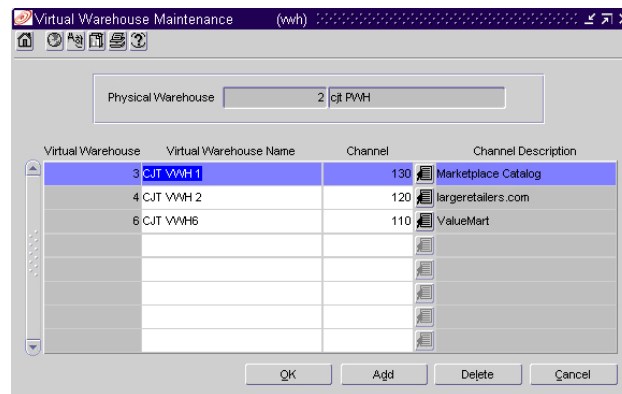 Virtual Warehouse Maintenance (vwh)
Physical Warehouse 2 cjt PWH
Virtual Warehouse Virtual Warehouse Name Channel Channel Description
3 CJT VWH 1 130 Marketplace Catalog
4 CJT VWH 2 120 largeretailers.com
6 CJT VWH6 110 ValueMart
OK Add Delete Cancel